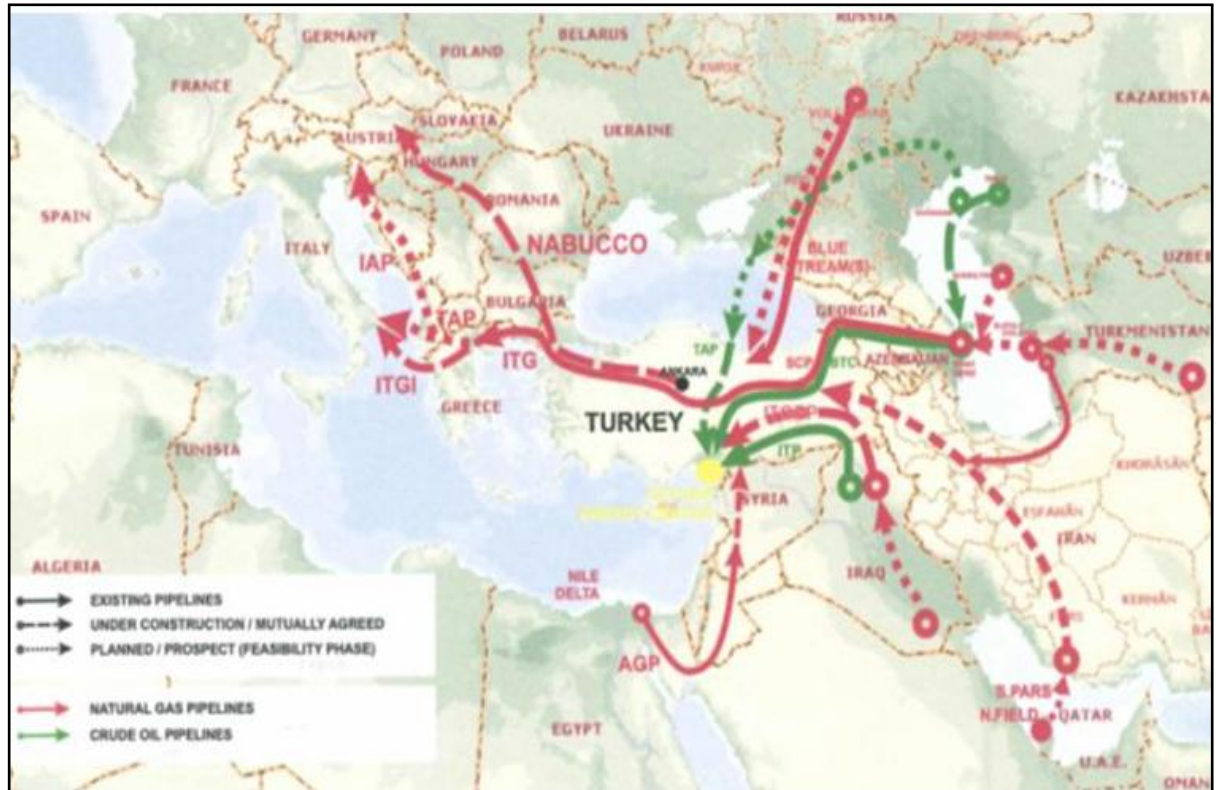 RUSSIA
BELARUS
GERMANY
POLAND
FRANCE
KAZAKHSTA
SLOVAKIA
UKRAINE
AUSTRIA
HUNGARY
ROMANIA
SPAIN
ITALY
NABUCCO
BLUE
STREAM(S)
UZBE
IAP
BULGARIA
GEORGIA
TAP
TURKMENISTAN
ITG
TAP
SCP
BTC
AZERBAIJAN
ANKARA
ITGI
GREECE
TURKEY
ITP
TUNISIA
KHORĀSĀN
SYRIA
ESFAHĀN
IRAN
ALGERIA
NILE
DELTA
IRAQ
KERMĀN
EXISTING PIPELINES
UNDER CONSTRUCTION / MUTUALLY AGREED
PLANNED / PROSPECT (FEASIBILITY PHASE)
AGP
S.PARS
NATURAL GAS PIPELINES
N.FIELD
QATAR
CRUDE OIL PIPELINES
EGYPT
U.A.E.
OMAN